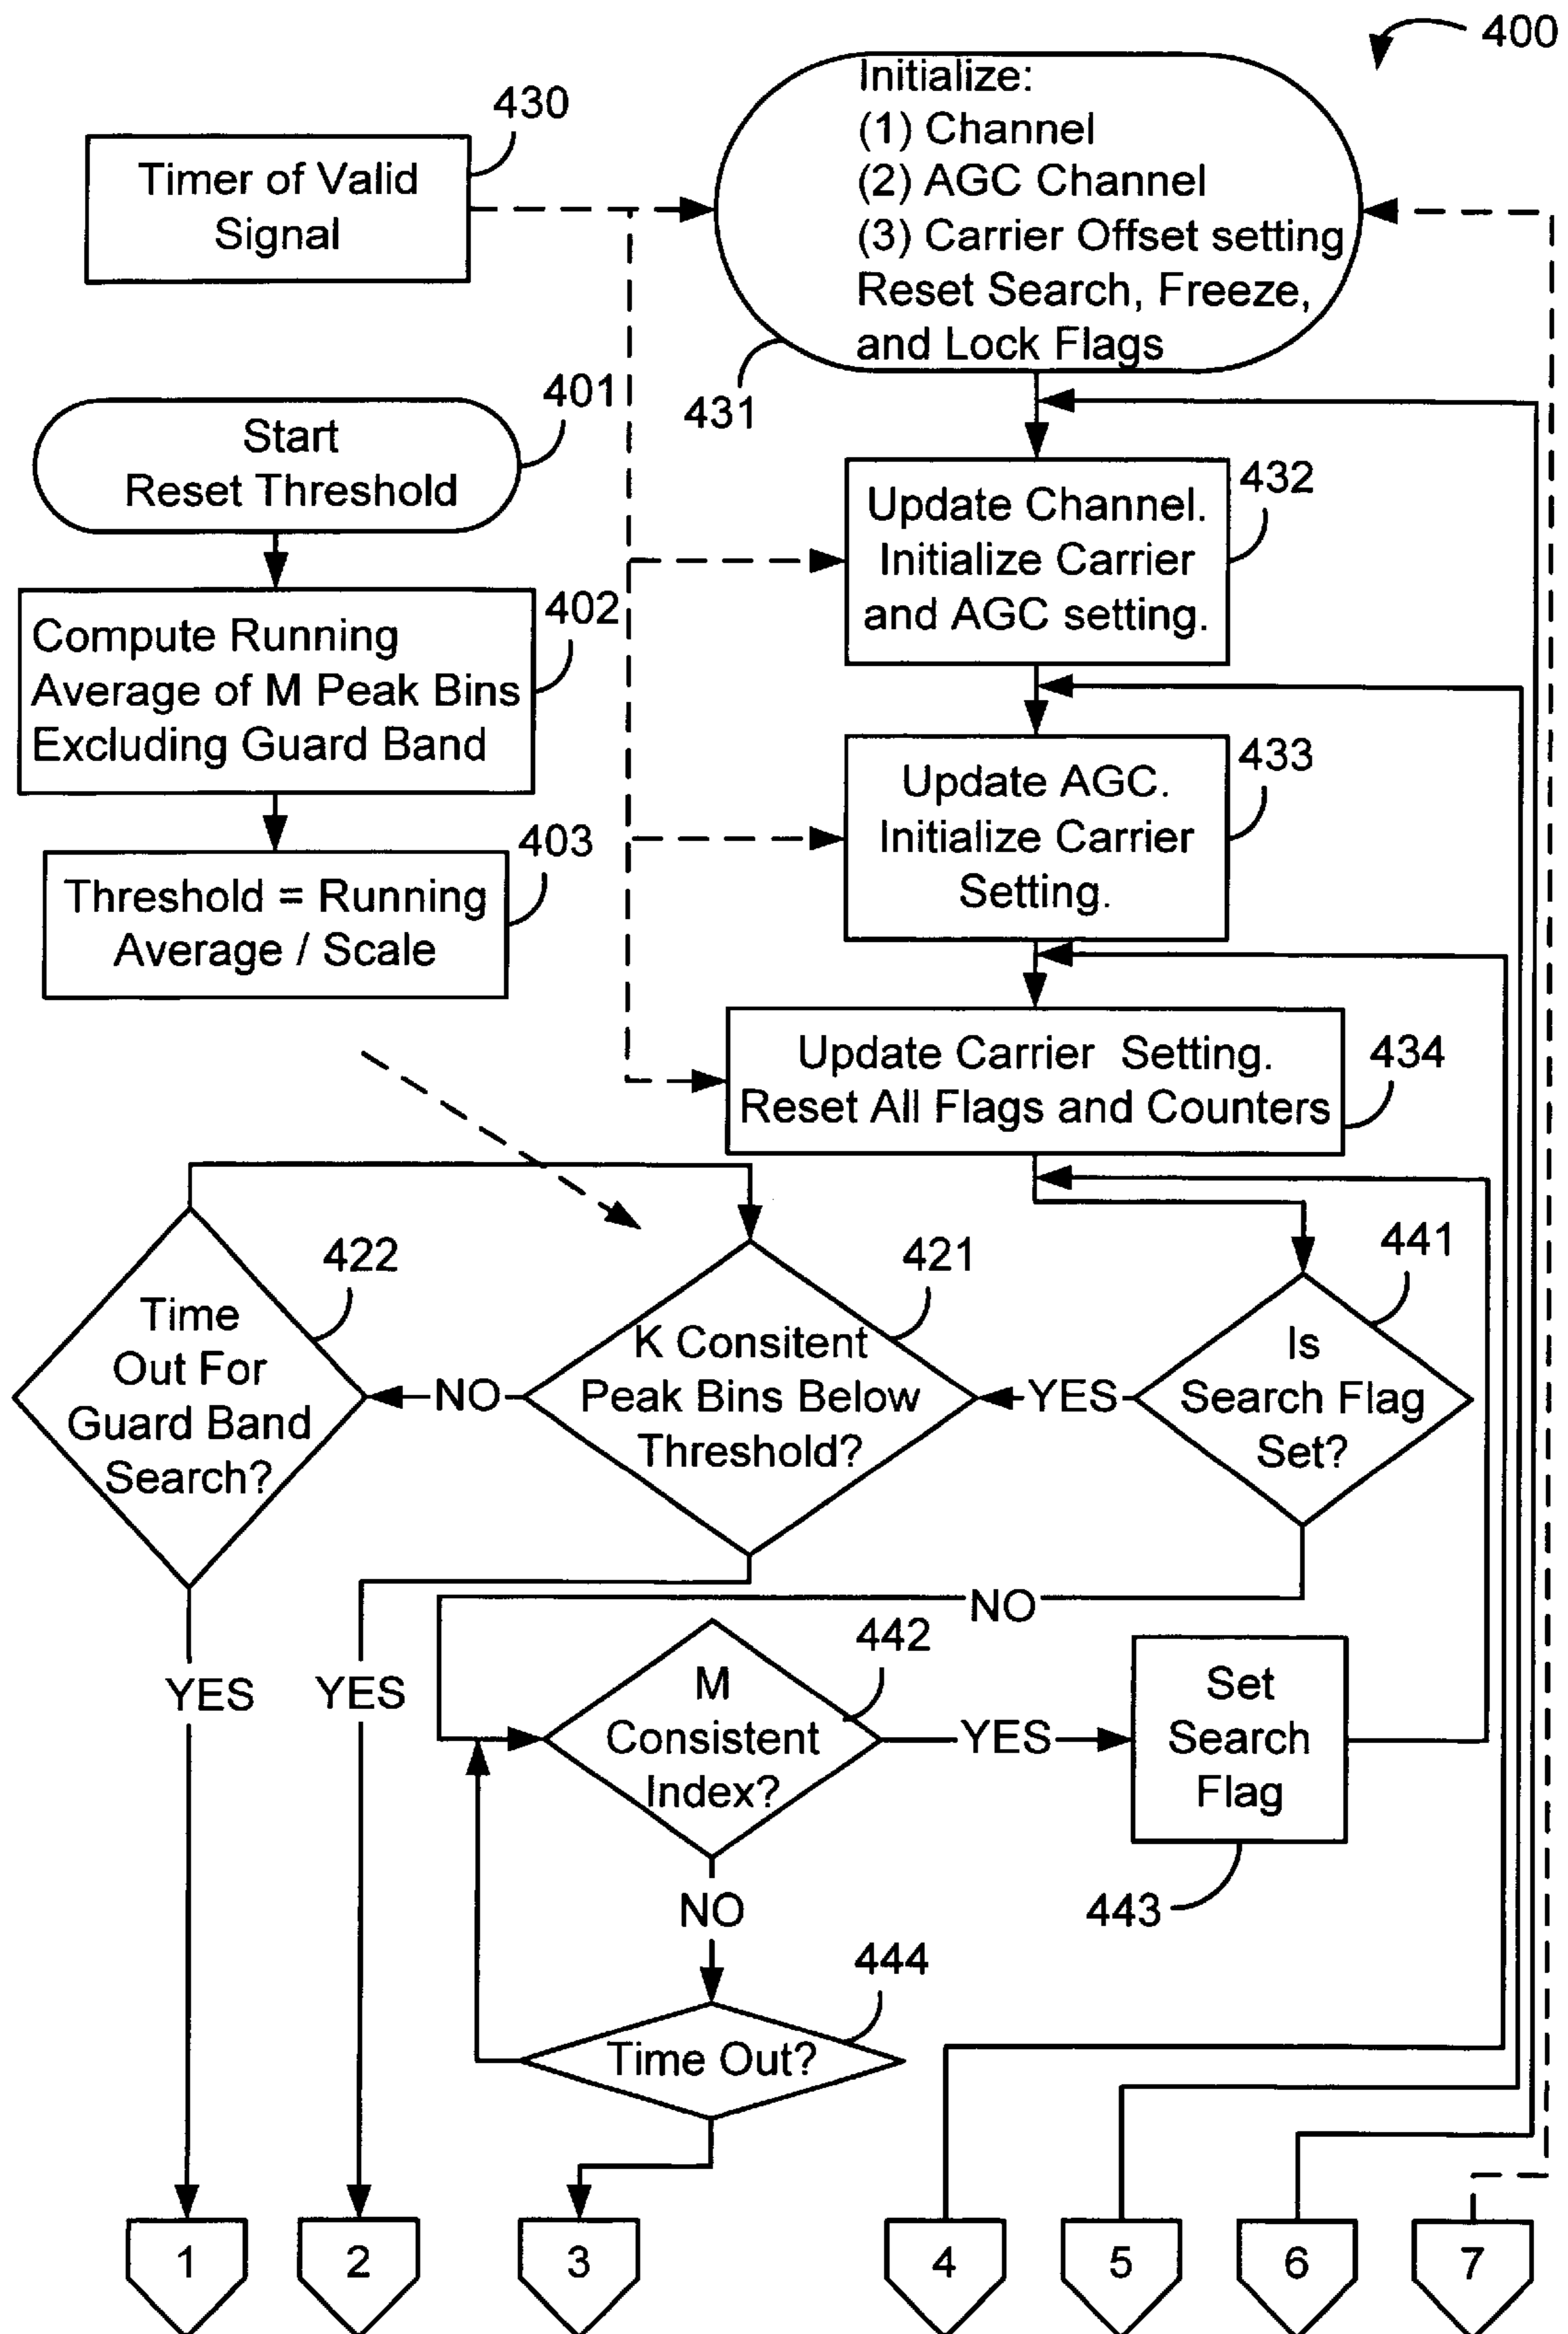 400
430
Timer of Valid
Signal
Initialize:
(1) Channel
(2) AGC Channel
(3) Carrier Offset setting
Reset Search, Freeze,
and Lock Flags
431
401
Start
Reset Threshold
402
Compute Running
Average of M Peak Bins
Excluding Guard Band
403
Threshold = Running
Average / Scale
432
Update Channel.
Initialize Carrier
and AGC setting.
433
Update AGC.
Initialize Carrier
Setting.
434
Update Carrier Setting.
Reset All Flags and Counters
422
Time
Out For
Guard Band
Search?
NO
421
K Consitent
Peak Bins Below
Threshold?
YES
441
Is
Search Flag
Set?
NO
YES
YES
442
M
Consistent
Index?
YES
Set
Search
Flag
443
NO
444
Time Out?
1
2
3
4
5
6
7